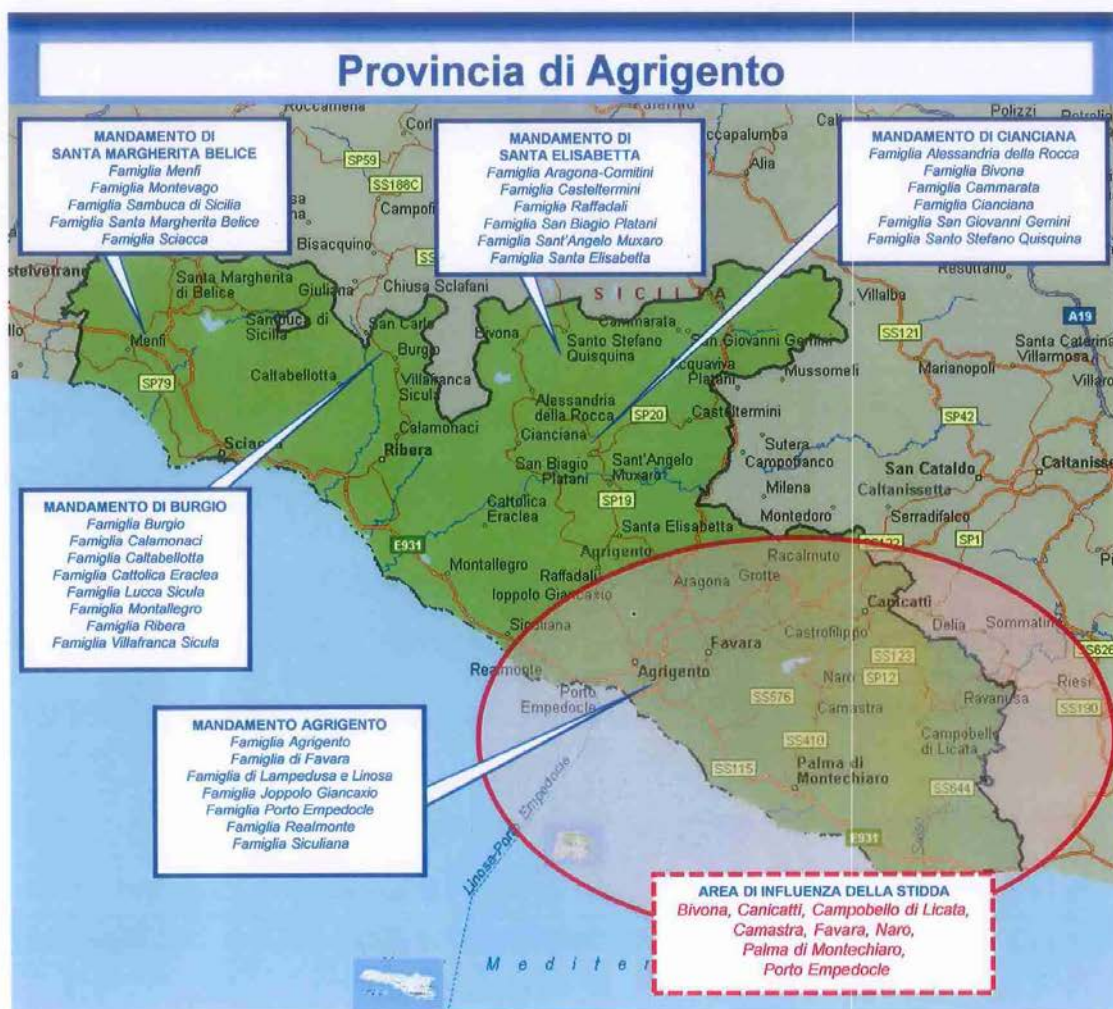 Provincia di Agrigento
MANDAMENTO DI
SANTA MARGHERITA BELICE
Famiglia Menfi
Famiglia Montevago
Famiglia Sambuca di Sicilia
Famiglia Santa Margherita Belice
Famiglia Sciacca
MANDAMENTO DI
SANTA ELISABETTA
Famiglia Aragona-Comitini
Famiglia Casteltermini
Famiglia Raffadali
Famiglia San Biagio Platani
Famiglia Sant'Angelo Muxaro
Famiglia Santa Elisabetta
MANDAMENTO DI CIANCIANA
Famiglia Alessandria della Rocca
Famiglia Bivona
Famiglia Cammarata
Famiglia Cianciana
Famiglia San Giovanni Gemini
Famiglia Santo Stefano Quisquina
Roccamena
Polizzi
SP59
SS188C
Campofi
Bisacquino
Alia
ccapalumba
Resuttano
Santa Margherita
di Belice
Giuliana
Chiusa Sclafani
SICILIA
Villalba
SS121
A19
Santa Caterina
Villarmosa
Marianopoli
Menfi
Sambuca di
Sicilia
San Carlo
Burgio
Bivona
Cammarata
Santo Stefano
Quisquina
San Giovanni Gemini
Acquaviva
Platani
Mussomeli
SP79
Caltabellotta
Villafranca
Sicula
Calamonaci
Alessandria
della Rocca
SP20
Casteltermini
SP42
Sciacca
Ribera
Cianciana
San Biagio
Platani
Sant'Angelo
Muxaro
Sutera
Campofranco
Milena
Montedoro
San Cataldo
Caltanissetta
Caltaniss
Serradifalco
SP1
SP19
Cattolica
Eraclea
Santa Elisabetta
E931
Montallegro
Agrigento
Raffadali
Ioppolo Giancaxio
Siculiana
MANDAMENTO DI BURGIO
Famiglia Burgio
Famiglia Calamonaci
Famiglia Caltabellotta
Famiglia Cattolica Eraclea
Famiglia Lucca Sicula
Famiglia Montallegro
Famiglia Ribera
Famiglia Villafranca Sicula
Racalmuto
Aragona
Grotte
Canicatti
Castrofilippo
Delia
Sommatino
SS626
Favara
Agrigento
Realmonte
Porto
Empedocle
SS123
Naro
SP12
Riesi
SS190
SS576
Camastra
Ravanusa
SS410
Campobello
di Licata
SS115
Palma di
Montechiaro
SS644
E931
Salso
MANDAMENTO AGRIGENTO
Famiglia Agrigento
Famiglia di Favara
Famiglia di Lampedusa e Linosa
Famiglia Joppolo Giancaxio
Famiglia Porto Empedocle
Famiglia Realmonte
Famiglia Siculiana
Linosa-Porto Empedocle
AREA DI INFLUENZA DELLA STIDDA
Bivona, Canicatti, Campobello di Licata,
Camastra, Favara, Naro,
Palma di Montechiaro,
Porto Empedocle
Mediter